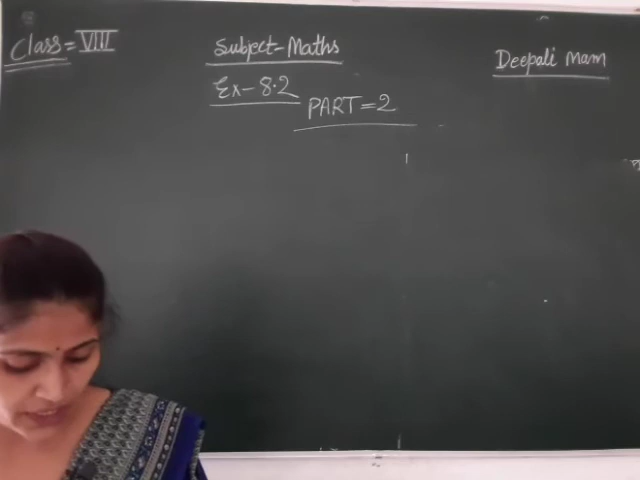 Class = VIII
Subject-Maths
Deepali Mam
Ex-8.2
PART=2